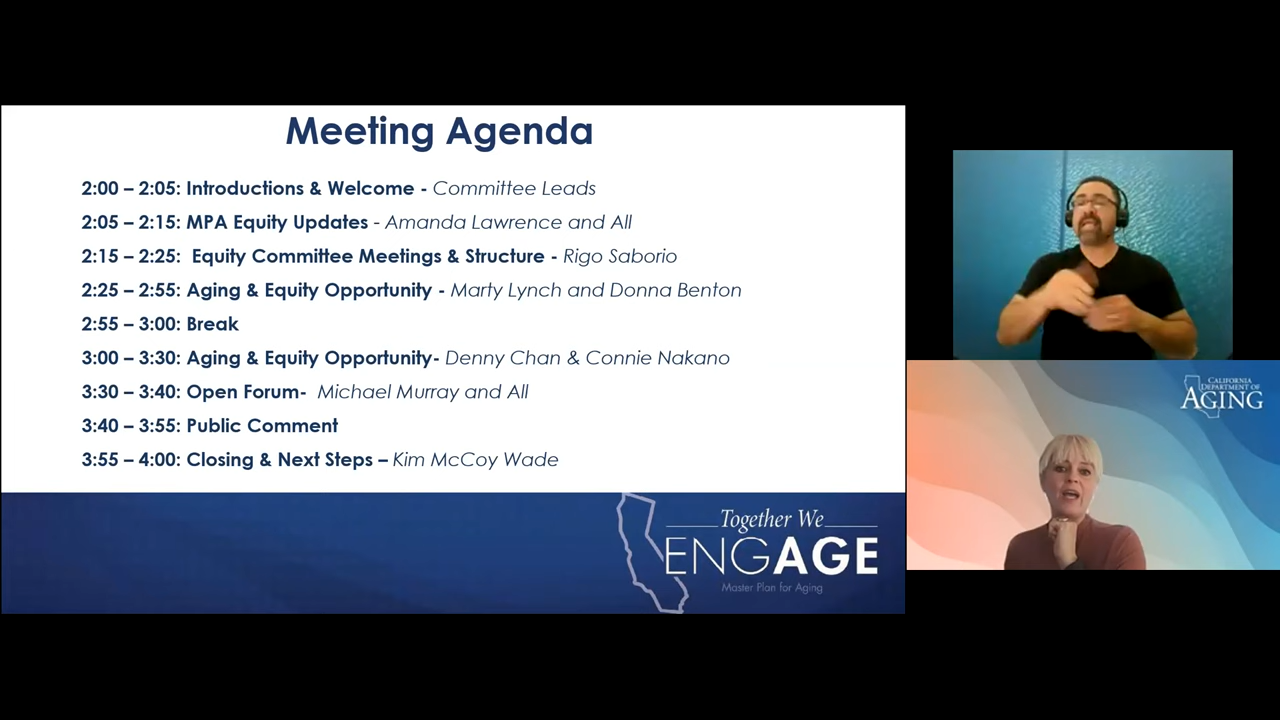 Meeting Agenda
2:00 – 2:05: Introductions & Welcome - Committee Leads
2:05 – 2:15: MPA Equity Updates - Amanda Lawrence and All
2:15 – 2:25:  Equity Committee Meetings & Structure - Rigo Saborio
2:25 – 2:55: Aging & Equity Opportunity - Marty Lynch and Donna Benton
2:55 – 3:00: Break
3:00 – 3:30: Aging & Equity Opportunity- Denny Chan & Connie Nakano
3:30 – 3:40: Open Forum-  Michael Murray and All
3:40 – 3:55: Public Comment
3:55 – 4:00: Closing & Next Steps – Kim McCoy Wade
Together We
ENGAGE
Master Plan for Aging
CALIFORNIA
DEPARTMENT OF
AGING